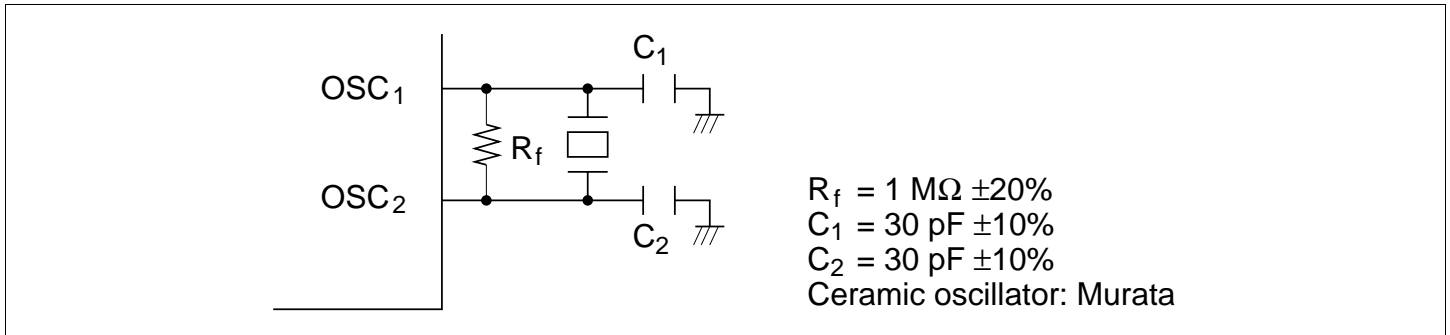 C1
OSC1
Rf
OSC2
C2
Rf = 1 MΩ ±20%
C1 = 30 pF ±10%
C2 = 30 pF ±10%
Ceramic oscillator: Murata